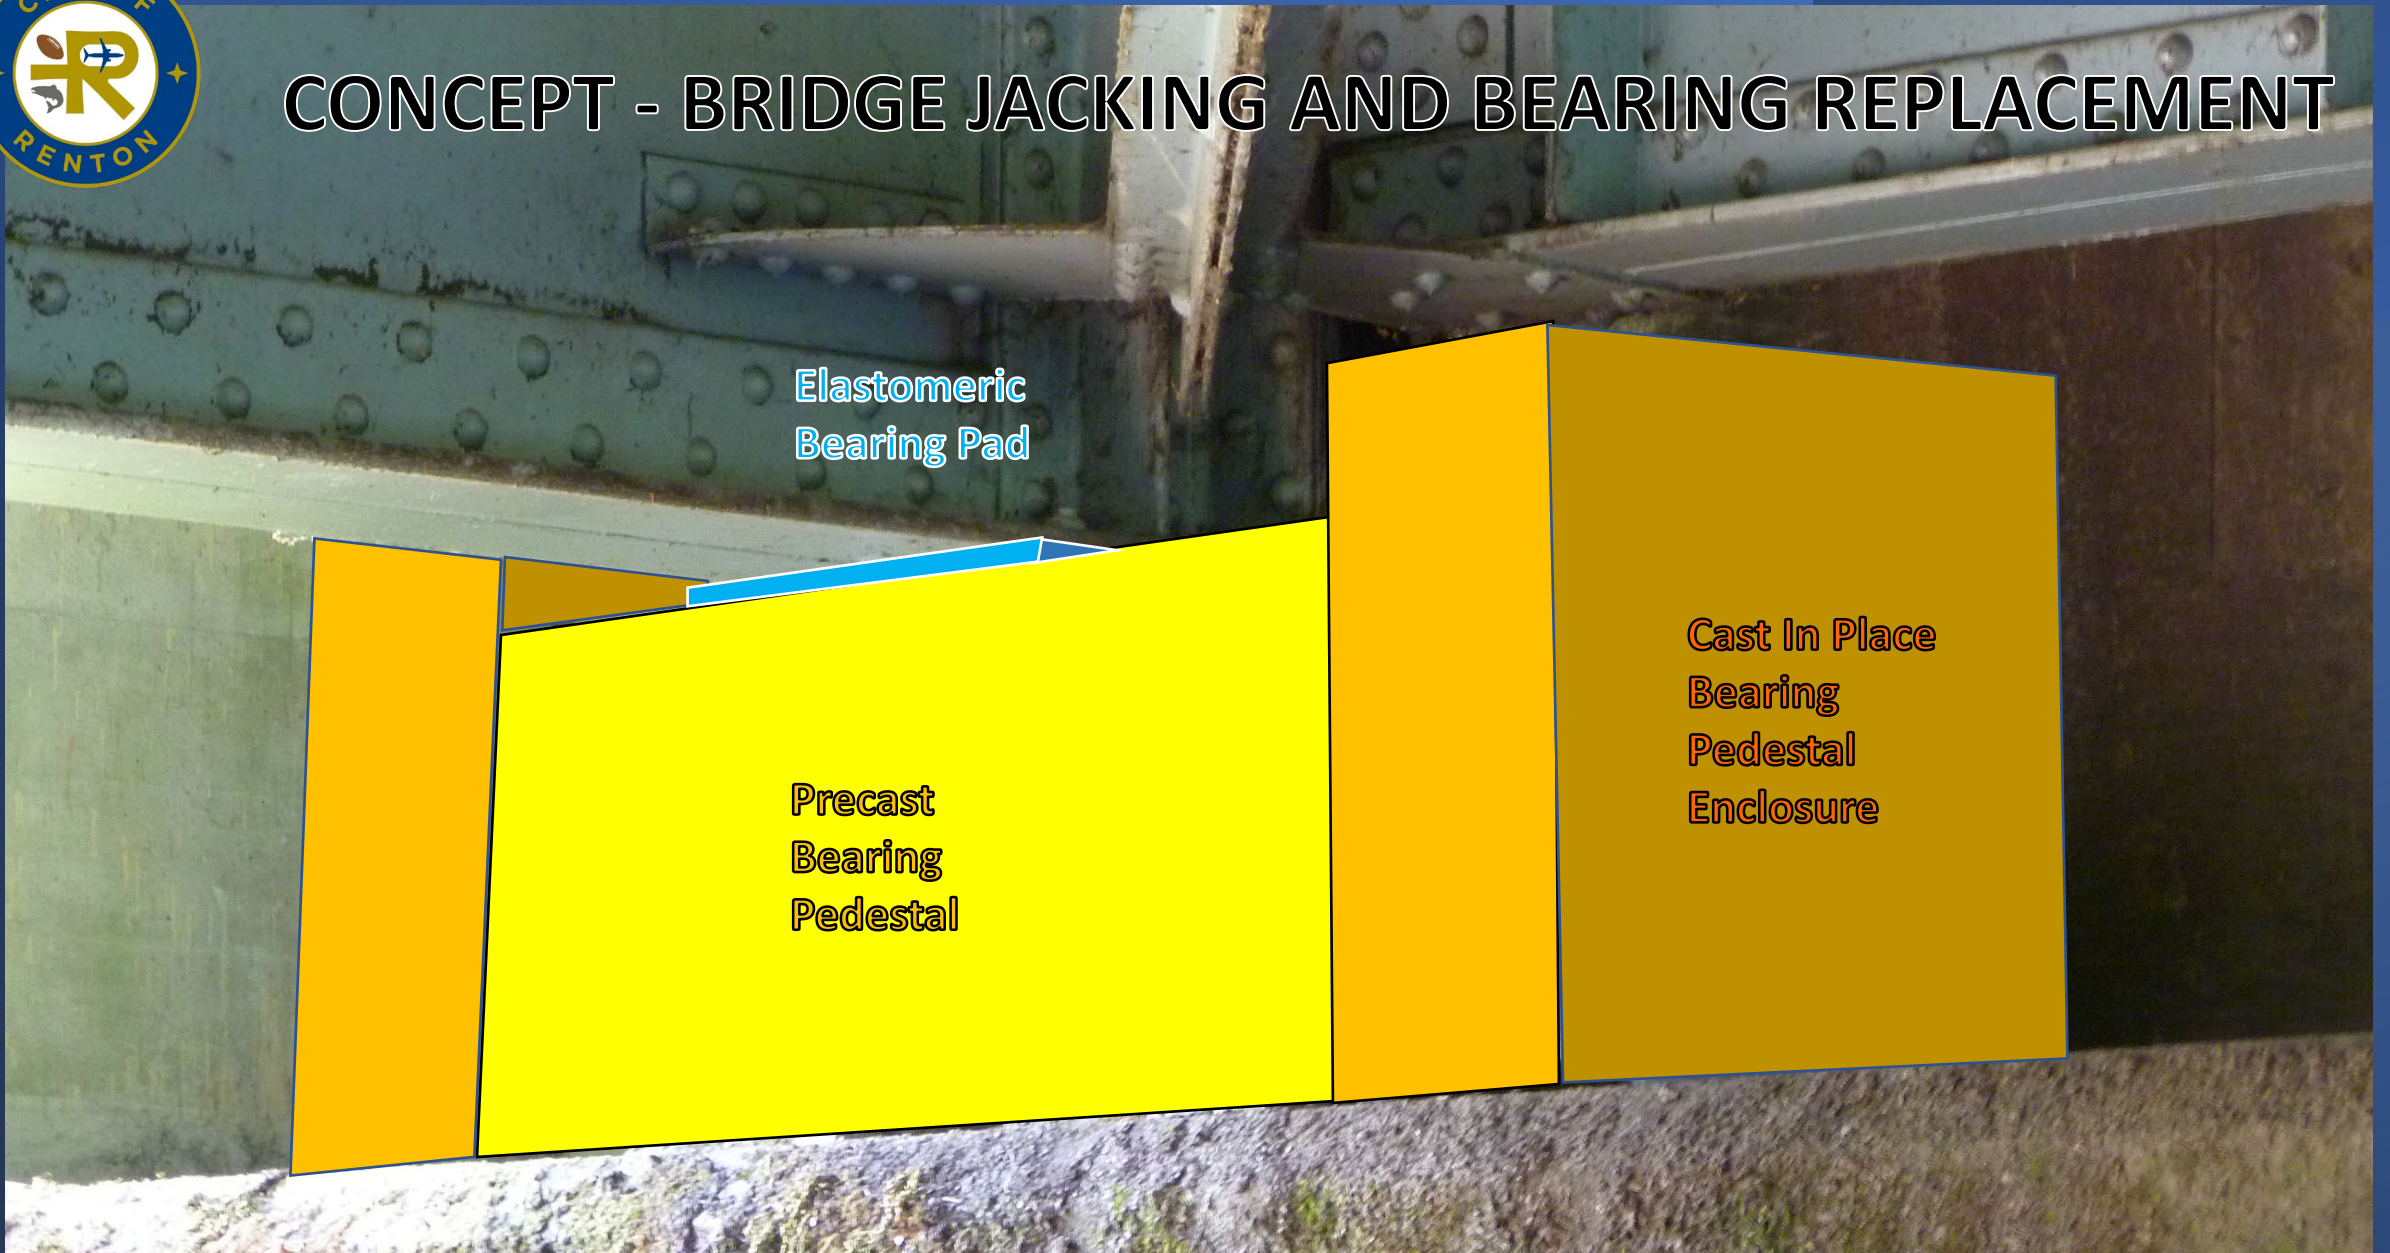 RENTON
CONCEPT - BRIDGE JACKING AND BEARING REPLACEMENT
Elastomeric
Bearing Pad
Cast In Place
Bearing
Pedestal
Enclosure
Precast
Bearing
Pedestal